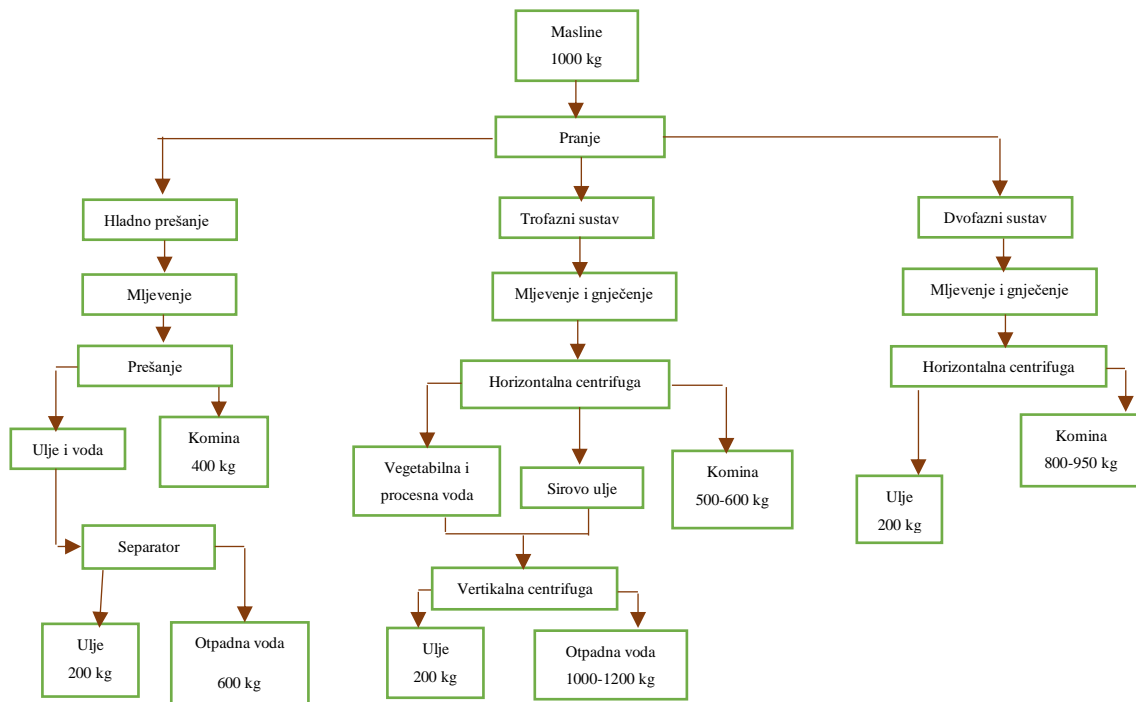 Masline
1000 kg
Pranje
Hladno prešanje
Trofazni sustav
Dvofazni sustav
Mljevenje
Mljevenje i gnječenje
Mljevenje i gnječenje
Prešanje
Horizontalna centrifuga
Horizontalna centrifuga
Ulje i voda
Komina
400 kg
Vegetabilna i
procesna voda
Sirovo ulje
Komina
500-600 kg
Ulje
200 kg
Komina
800-950 kg
Separator
Vertikalna centrifuga
Ulje
200 kg
Otpadna voda
600 kg
Ulje
200 kg
Otpadna voda
1000-1200 kg